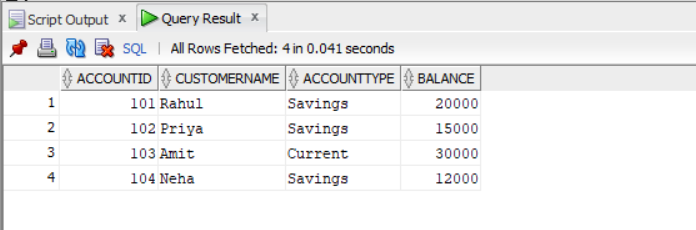 Script Output x Query Result x
SQL | All Rows Fetched: 4 in 0.041 seconds
ACCOUNTID CUSTOMERNAME ACCOUNTTYPE BALANCE
1 101 Rahul Savings 20000
2 102 Priya Savings 15000
3 103 Amit Current 30000
4 104 Neha Savings 12000